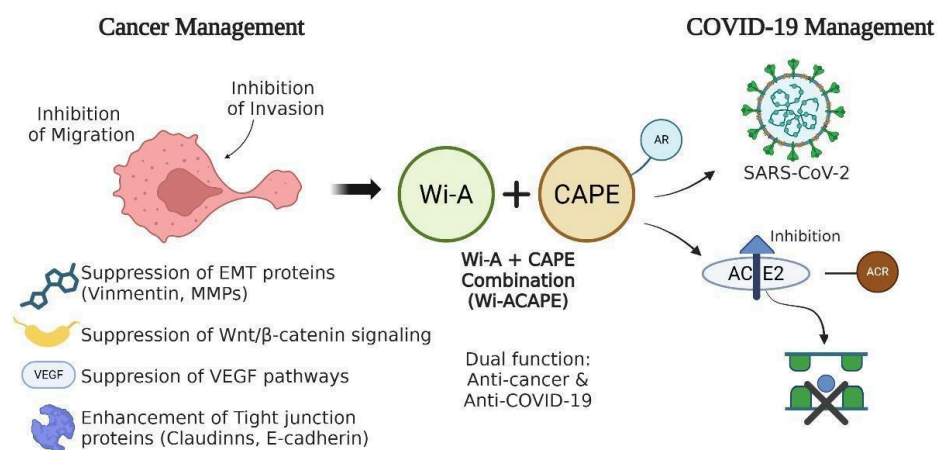 Cancer Management
COVID-19 Management
Inhibition
of Migration
Inhibition
of Invasion
Wi-A
+
CAPE
AR
SARS-CoV-2
Wi-A + CAPE
Combination
(Wi-ACAPE)
Inhibition
ACE2
ACR
Suppression of EMT proteins
(Vinmentin, MMPs)
Suppression of Wnt/β-catenin signaling
VEGF
Suppresion of VEGF pathways
Enhancement of Tight junction
proteins (Claudinns, E-cadherin)
Dual function:
Anti-cancer &
Anti-COVID-19